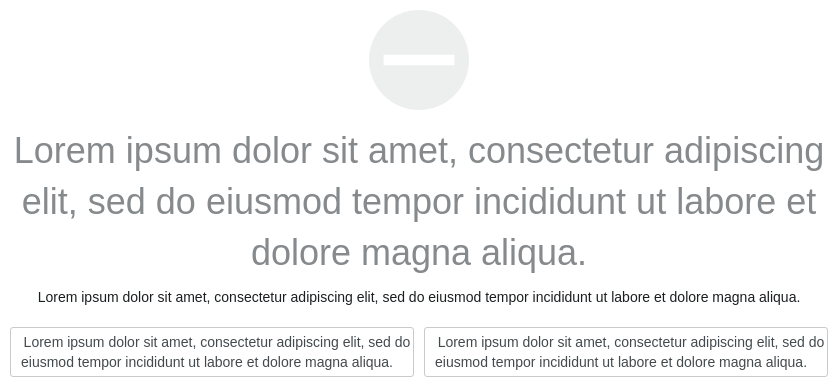 Lorem ipsum dolor sit amet, consectetur adipiscing
elit, sed do eiusmod tempor incididunt ut labore et
dolore magna aliqua.
Lorem ipsum dolor sit amet, consectetur adipiscing elit, sed do eiusmod tempor incididunt ut labore et dolore magna aliqua.
Lorem ipsum dolor sit amet, consectetur adipiscing elit, sed do
eiusmod tempor incididunt ut labore et dolore magna aliqua.
Lorem ipsum dolor sit amet, consectetur adipiscing elit, sed do
eiusmod tempor incididunt ut labore et dolore magna aliqua.